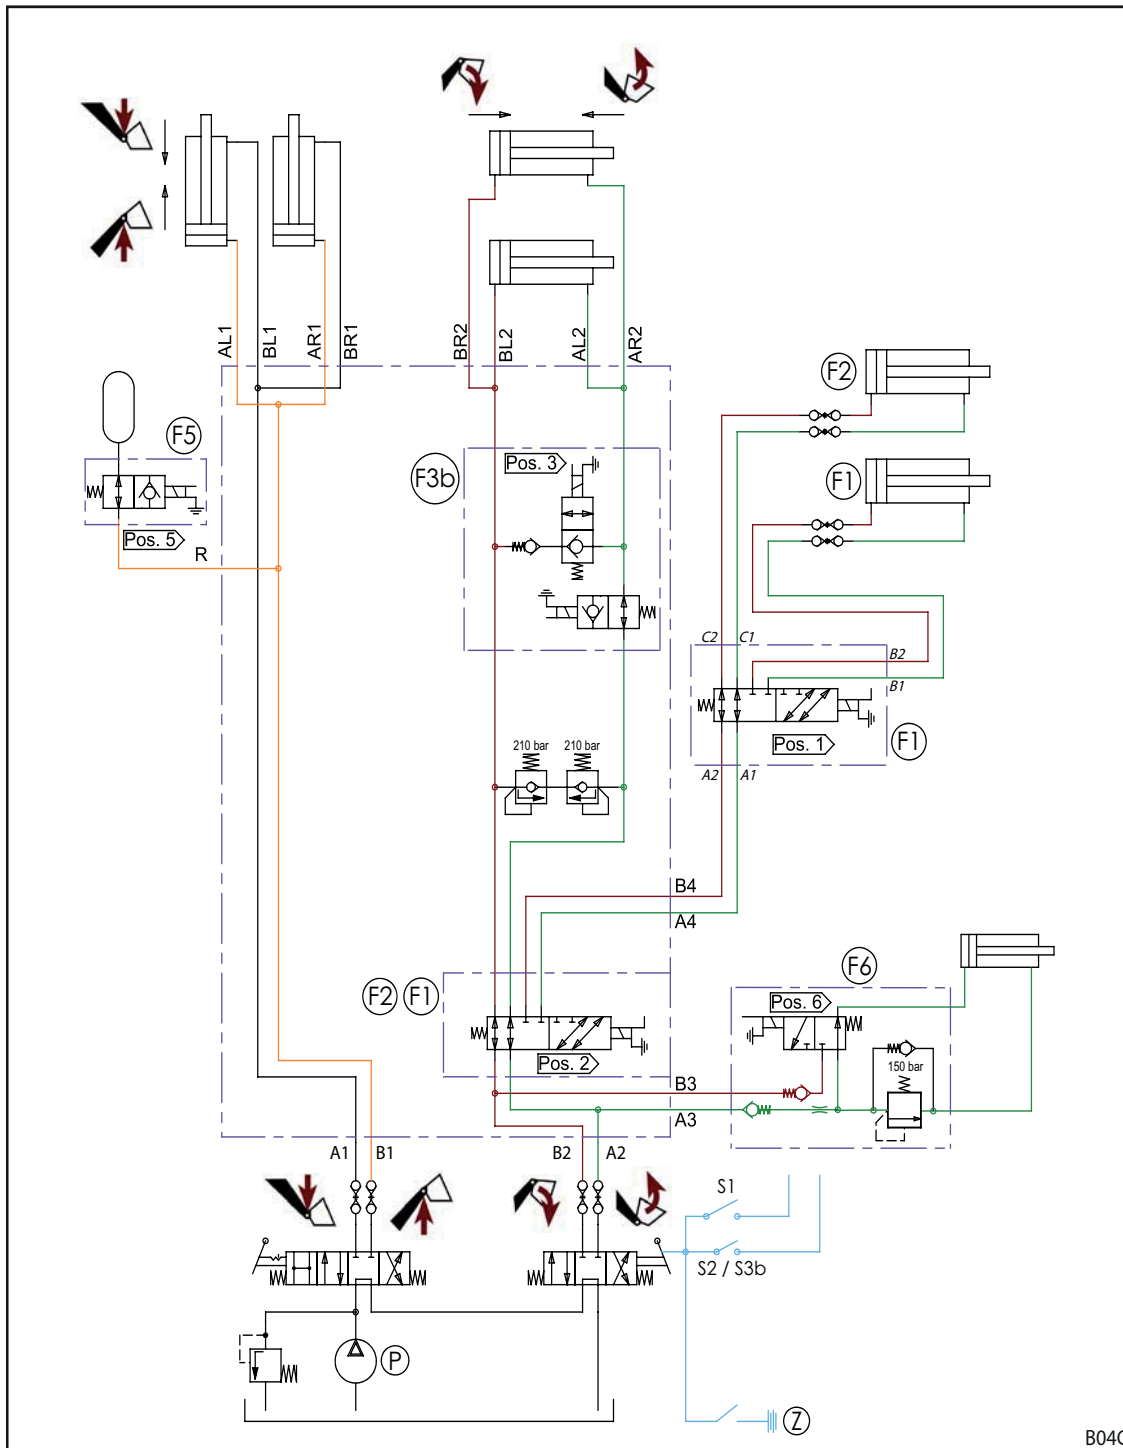 AL1
BL1
AR1
BR1
BR2
BL2
AL2
AR2
F2
F5
F3b
Pos. 3
F1
Pos. 5
R
C2
C1
B2
B1
Pos. 1
F1
A2
A1
210 bar
210 bar
B4
A4
F2
F1
F6
Pos. 6
Pos. 2
150 bar
B3
A3
A1
B1
B2
A2
S1
S2 / S3b
P
Z